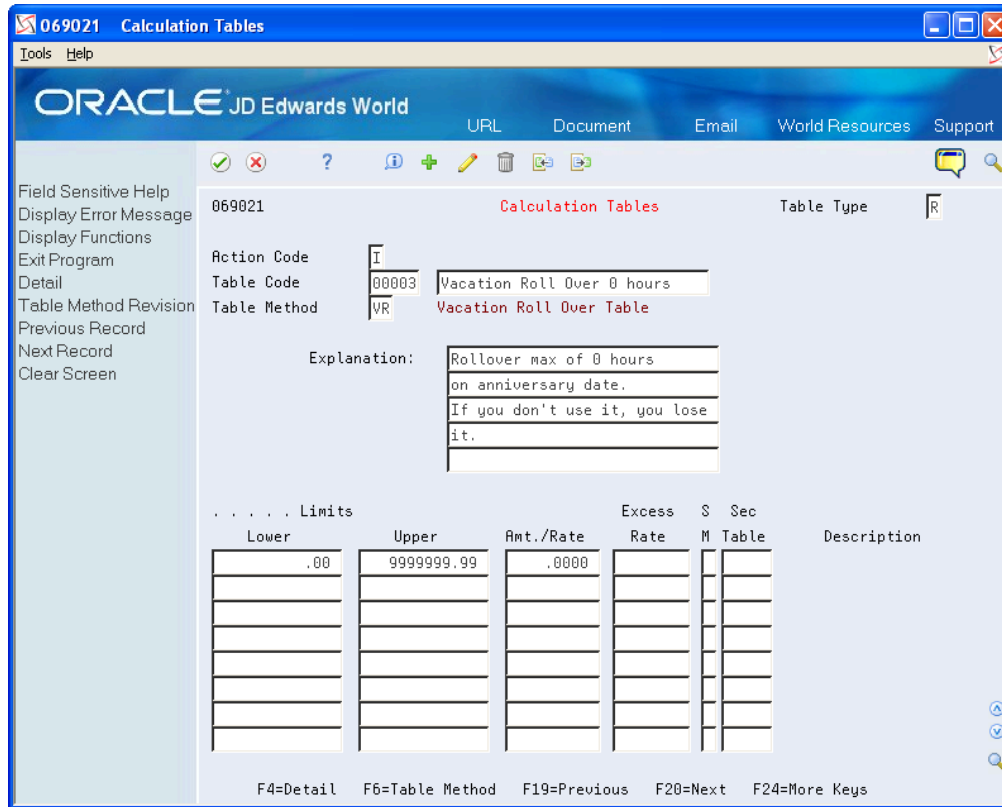 069021 Calculation Tables
Tools Help
ORACLE JD Edwards World
URL Document Email World Resources Support
?
Field Sensitive Help
Display Error Message
Display Functions
Exit Program
Detail
Table Method Revision
Previous Record
Next Record
Clear Screen
069021 Calculation Tables Table Type R
Action Code I
Table Code 00003 Vacation Roll Over 0 hours
Table Method VR Vacation Roll Over Table
Explanation: Rollover max of 0 hours
on anniversary date.
If you don't use it, you lose
it.
. . . . . Limits Excess S Sec
Lower Upper Amt./Rate Rate M Table Description
.00 9999999.99 .0000
F4=Detail F6=Table Method F19=Previous F20=Next F24=More Keys